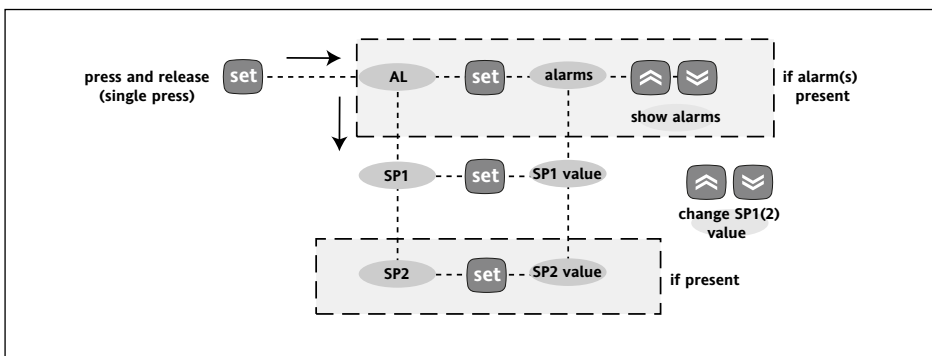 press and release
(single press)
set
AL
set
alarms
show alarms
if alarm(s)
present
SP1
set
SP1 value
change SP1(2)
value
SP2
set
SP2 value
if present